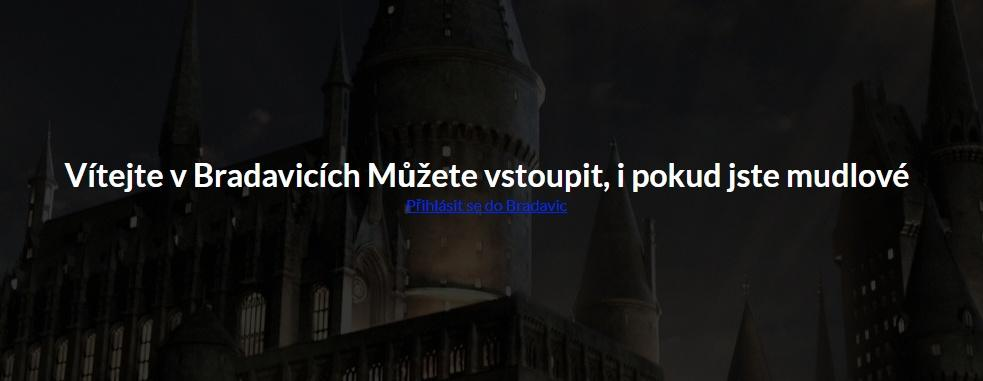 Vítejte v Bradavicích Můžete vstoupit, i pokud jste mudlové
Přihlásit se do Bradavic